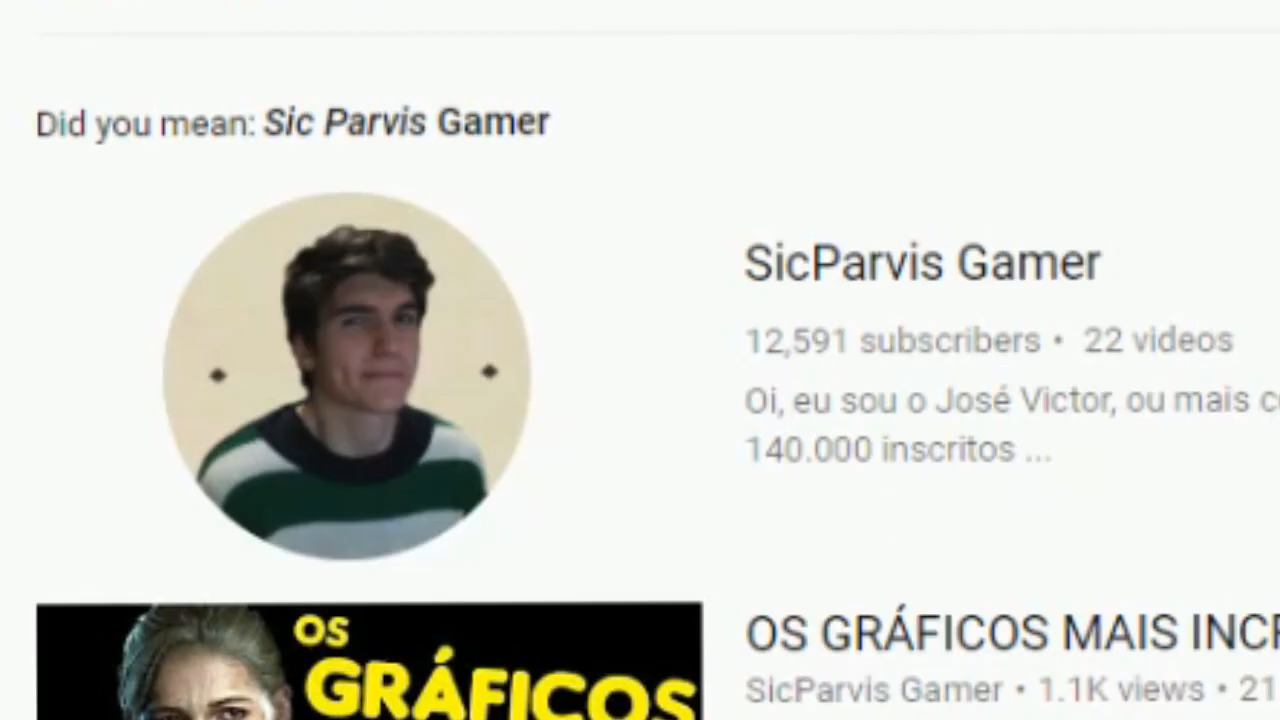 Did you mean: Sic Parvis Gamer
SicParvis Gamer
12,591 subscribers • 22 videos
Oi, eu sou o José Victor, ou mais
140.000 inscritos ...
OS GRÁFICOS MAIS
SicParvis Gamer • 1.1K views • 21
OS
GRÁFICOS